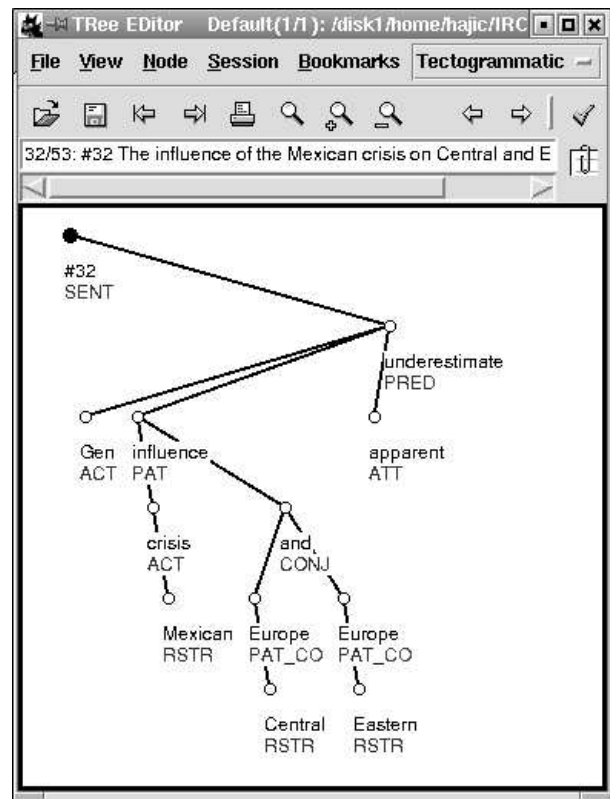 TRee EDitor Default(1/1): /disk1/home/hajic/IRC
File View Node Session Bookmarks Tectogrammatic
32/53: #32 The influence of the Mexican crisis on Central and E
#32
SENT
underestimate
PRED
Gen influence apparent
ACT PAT ATT
crisis and
ACT CONJ
Mexican Europe Europe
RSTR PAT_CO PAT_CO
Central Eastern
RSTR RSTR